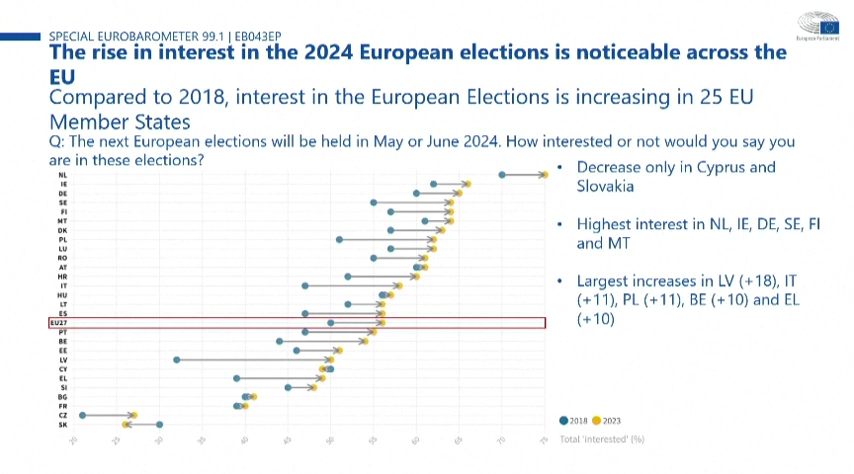 SPECIAL EUROBAROMETER 99.1 | EB043EP
The rise in interest in the 2024 European elections is noticeable across the
EU
Compared to 2018, interest in the European Elections is increasing in 25 EU
Member States
Q: The next European elections will be held in May or June 2024. How interested or not would you say you
are in these elections?
European Parliament
• Decrease only in Cyprus and
Slovakia
• Highest interest in NL, IE, DE, SE, FI
and MT
• Largest increases in LV (+18), IT
(+11), PL (+11), BE (+10) and EL
(+10)
NL
IE
DE
SE
FI
MT
DK
PL
LU
RO
AT
HR
IT
HU
LT
ES
EU27
PT
BE
EE
LV
CY
EL
SI
BG
FR
CZ
SK
20 25 30 35 40 45 50 55 60 65 70 75
2018 2023
Total 'interested' (%)